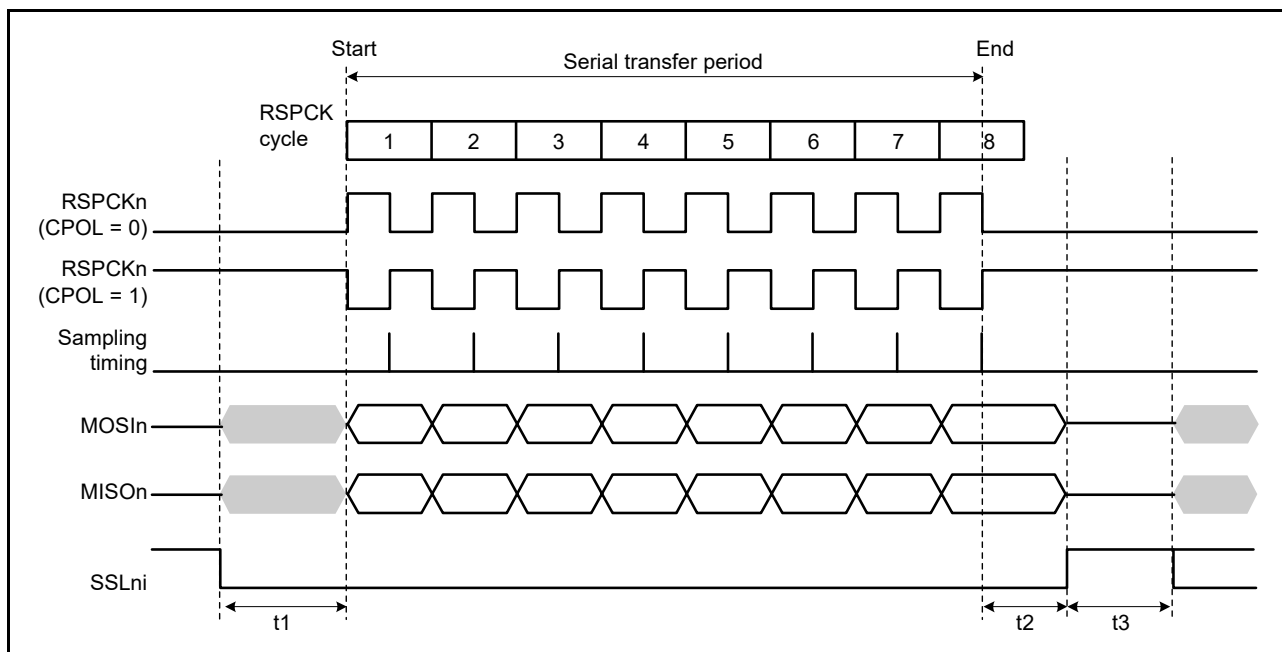 Start
End
Serial transfer period
RSPCK
cycle
1 2 3 4 5 6 7 8
RSPCKn
(CPOL = 0)
RSPCKn
(CPOL = 1)
Sampling
timing
MOSIn
MISOn
SSLni
t1
t2
t3